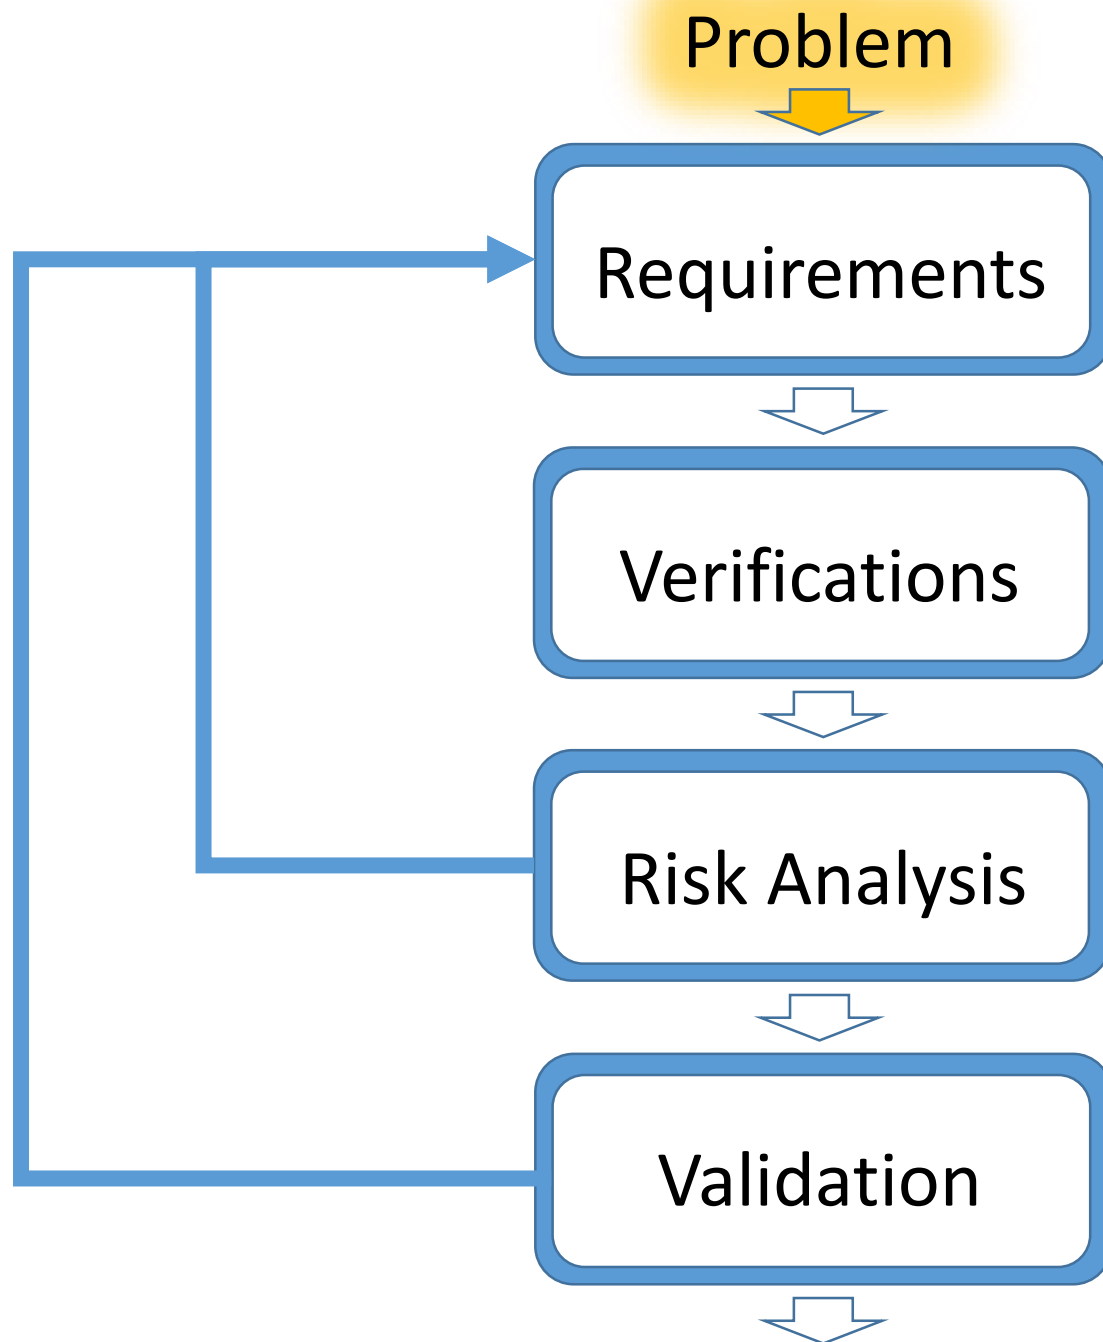 Problem
Requirements
Verifications
Risk Analysis
Validation